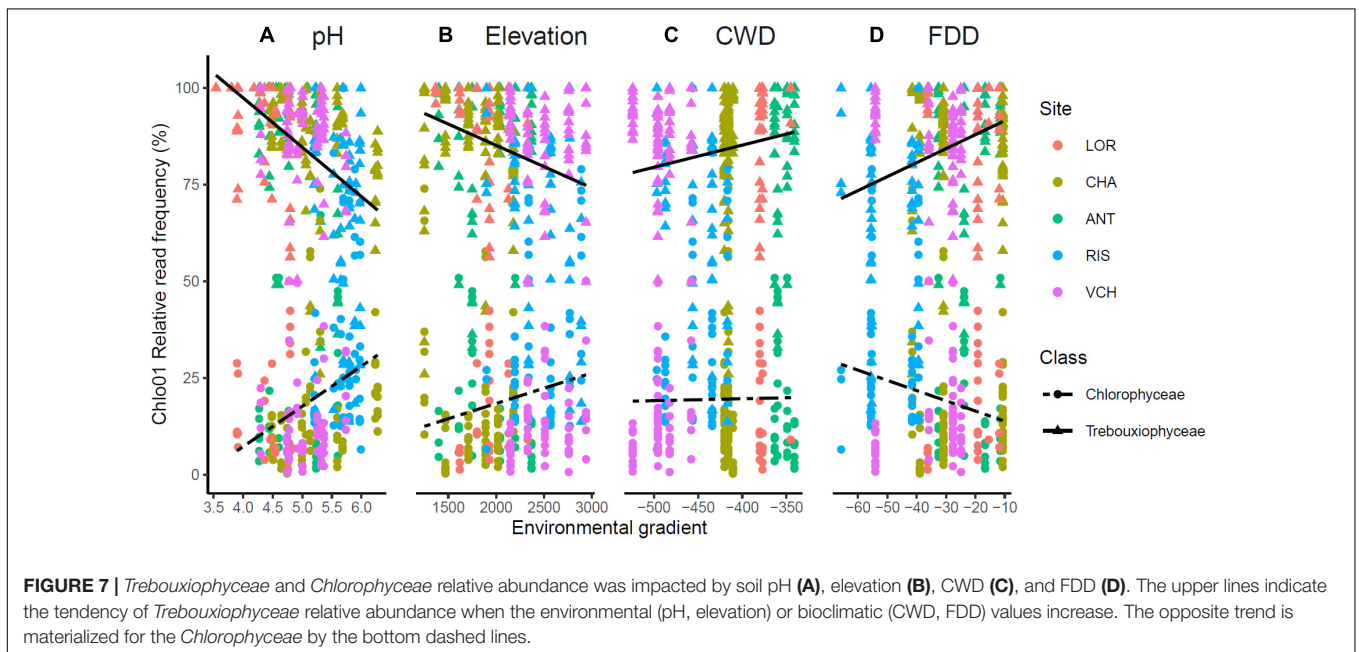 A pH B Elevation C CWD D FDD
Chlo01 Relative read frequency (%)
100
75
50
25
0
3.5 4.0 4.5 5.0 5.5 6.0
1500 2000 2500 3000
−500 −450 −400 −350
−60 −50 −40 −30 −20 −10
Environmental gradient
Site
LOR
CHA
ANT
RIS
VCH
Class
Chlorophyceae
Trebouxiophyceae
FIGURE 7 | Trebouxiophyceae and Chlorophyceae relative abundance was impacted by soil pH (A), elevation (B), CWD (C), and FDD (D). The upper lines indicate
the tendency of Trebouxiophyceae relative abundance when the environmental (pH, elevation) or bioclimatic (CWD, FDD) values increase. The opposite trend is
materialized for the Chlorophyceae by the bottom dashed lines.